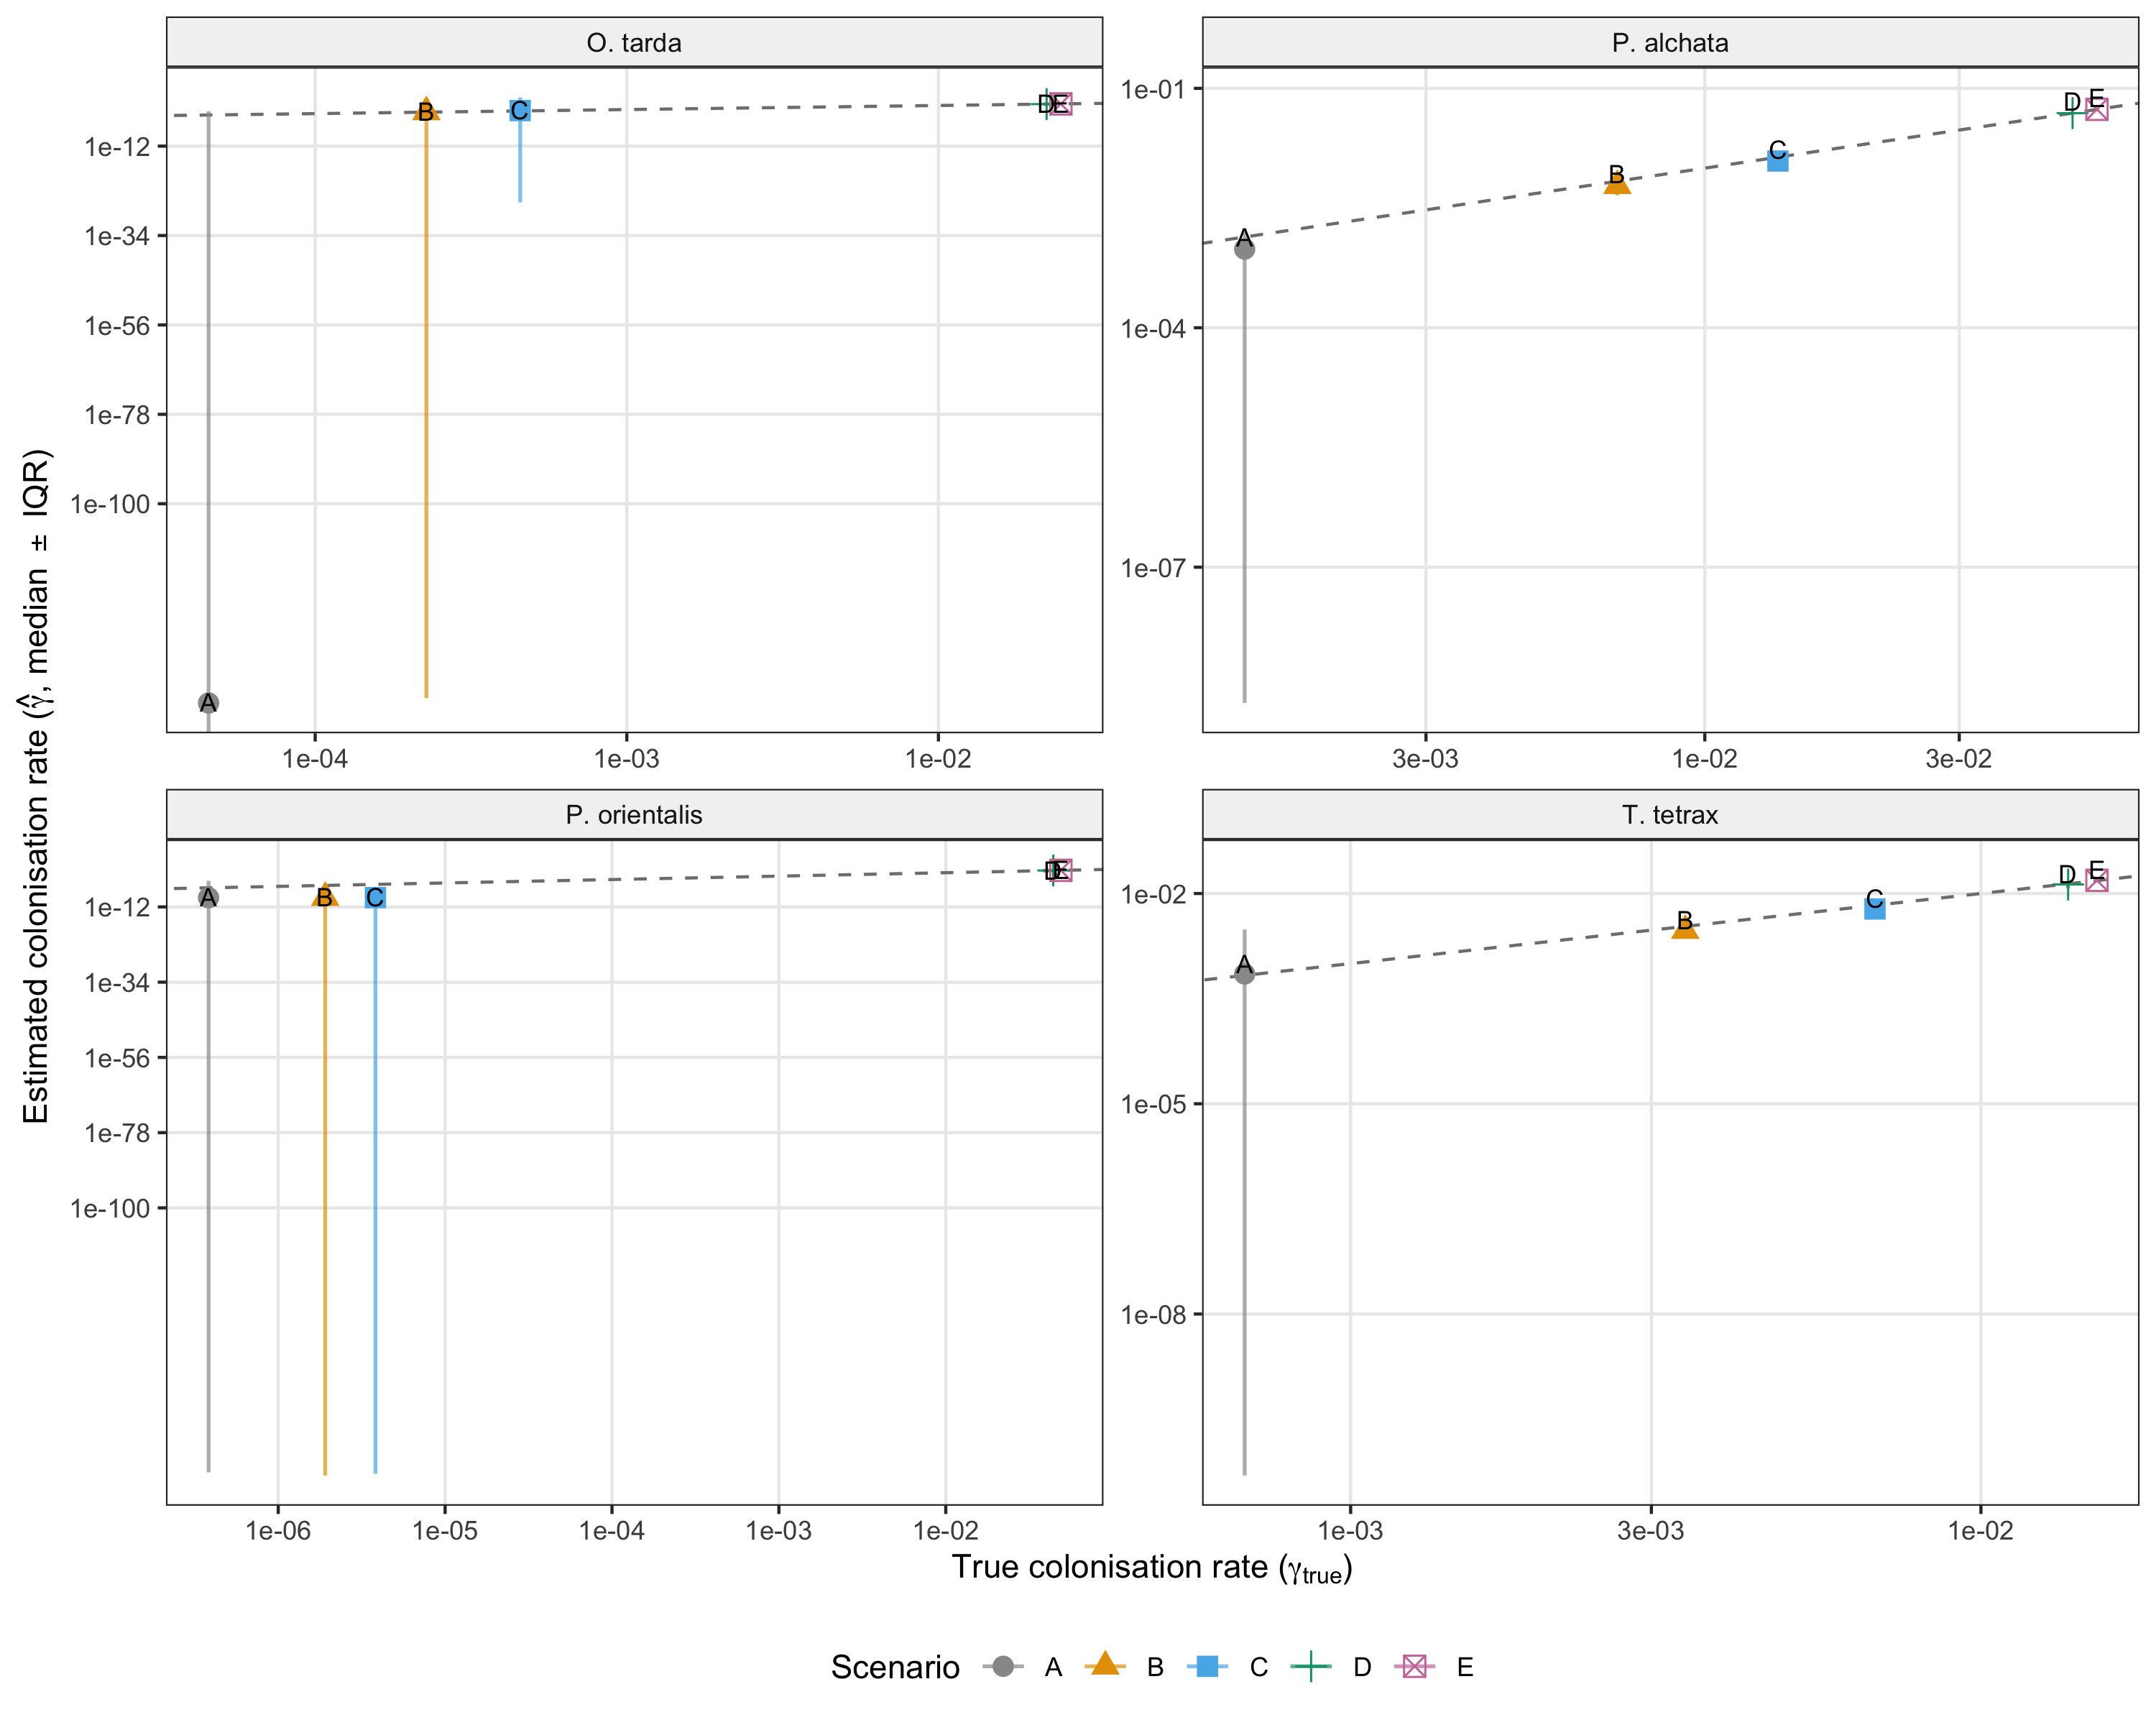 O. tarda
P. alchata
1e-12
1e-34
1e-56
1e-78
1e-100
A
B
C
D
E
1e-04
1e-03
1e-02
1e-01
1e-04
1e-07
A
B
C
D
E
3e-03
1e-02
3e-02
P. orientalis
T. tetrax
1e-12
1e-34
1e-56
1e-78
1e-100
A
B
C
D
E
1e-06
1e-05
1e-04
1e-03
1e-02
1e-02
1e-05
1e-08
A
B
C
D
E
1e-03
3e-03
1e-02
Estimated colonisation rate (γ̂, median ± IQR)
True colonisation rate (γtrue)
Scenario A B C D E